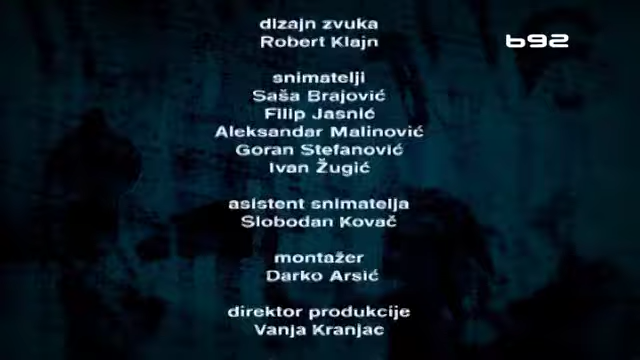 dizajn zvuka
Robert Klajn
b92
snimatelji
Saša Brajović
Filip Jasnić
Aleksandar Malinović
Goran Stefanović
Ivan Žugić
asistent snimatelja
Slobodan Kovač
montažer
Darko Arsić
direktor produkcije
Vanja Kranjac